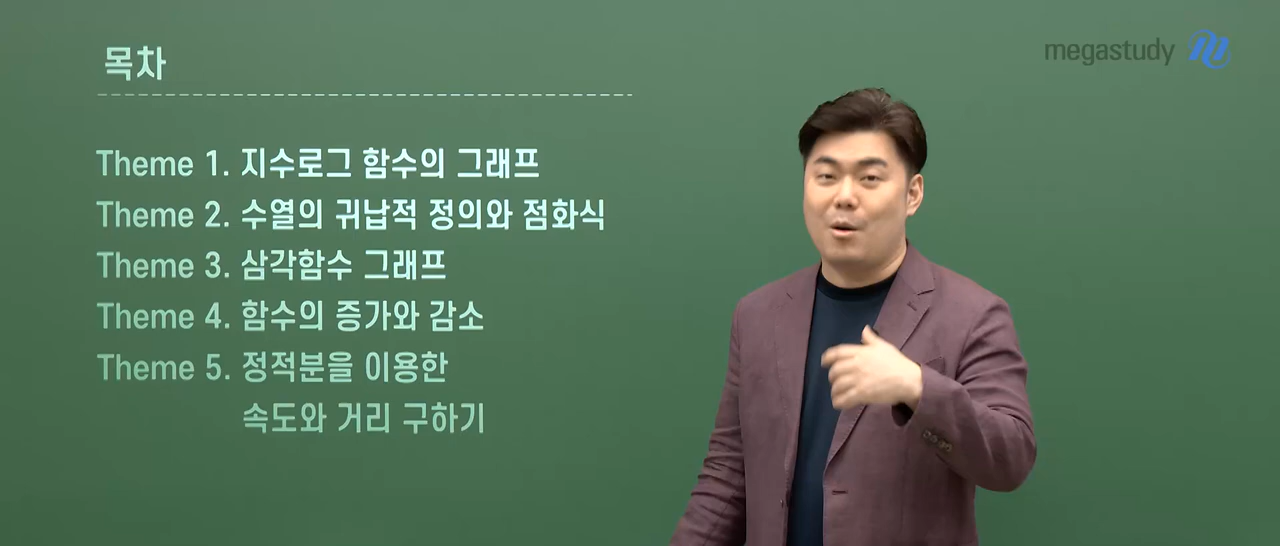 목차
megastudy
Theme 1. 지수로그 함수의 그래프
Theme 2. 수열의 귀납적 정의와 점화식
Theme 3. 삼각함수 그래프
Theme 4. 함수의 증가와 감소
Theme 5. 정적분을 이용한
속도와 거리 구하기